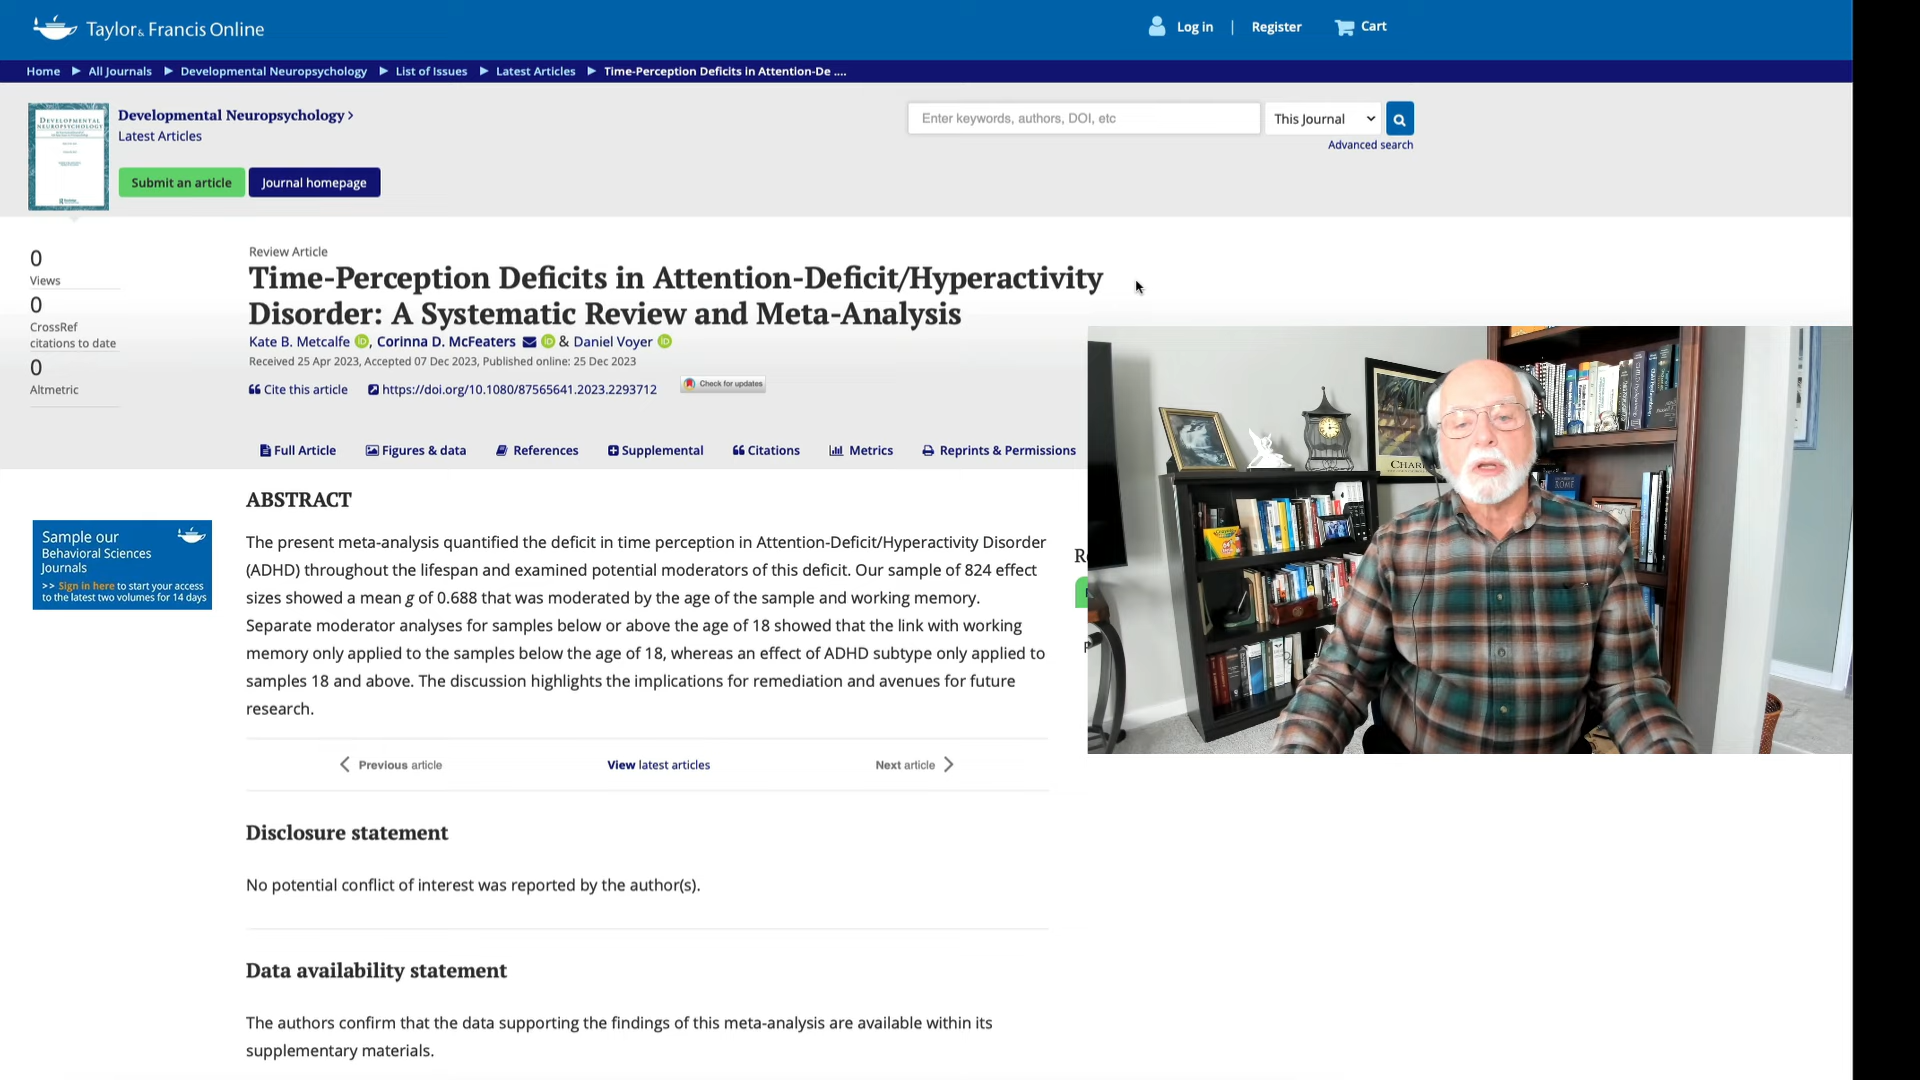 Taylor & Francis Online
Log in | Register Cart
Home ▶ All Journals ▶ Developmental Neuropsychology ▶ List of Issues ▶ Latest Articles ▶ Time-Perception Deficits in Attention-De ....
DEVELOPMENTAL
NEUROPSYCHOLOGY
Developmental Neuropsychology >
Latest Articles
Enter keywords, authors, DOI, etc
This Journal
Advanced search
Submit an article
Journal homepage
0
Views
0
CrossRef
citations to date
0
Altmetric
Review Article
Time-Perception Deficits in Attention-Deficit/Hyperactivity
Disorder: A Systematic Review and Meta-Analysis
Kate B. Metcalfe iD, Corinna D. McFeaters iD & Daniel Voyer iD
Received 25 Apr 2023, Accepted 07 Dec 2023, Published online: 25 Dec 2023
Cite this article https://doi.org/10.1080/87565641.2023.2293712 Check for updates
Full Article Figures & data References Supplemental Citations Metrics Reprints & Permissions
ABSTRACT
The present meta-analysis quantified the deficit in time perception in Attention-Deficit/Hyperactivity Disorder
(ADHD) throughout the lifespan and examined potential moderators of this deficit. Our sample of 824 effect
sizes showed a mean g of 0.688 that was moderated by the age of the sample and working memory.
Separate moderator analyses for samples below or above the age of 18 showed that the link with working
memory only applied to the samples below the age of 18, whereas an effect of ADHD subtype only applied to
samples 18 and above. The discussion highlights the implications for remediation and avenues for future
research.
Sample our
Behavioral Sciences
Journals
>> Sign in here to start your access
to the latest two volumes for 14 days
Previous article
View latest articles
Next article
Disclosure statement
No potential conflict of interest was reported by the author(s).
Data availability statement
The authors confirm that the data supporting the findings of this meta-analysis are available within its
supplementary materials.
CHAR
ROME